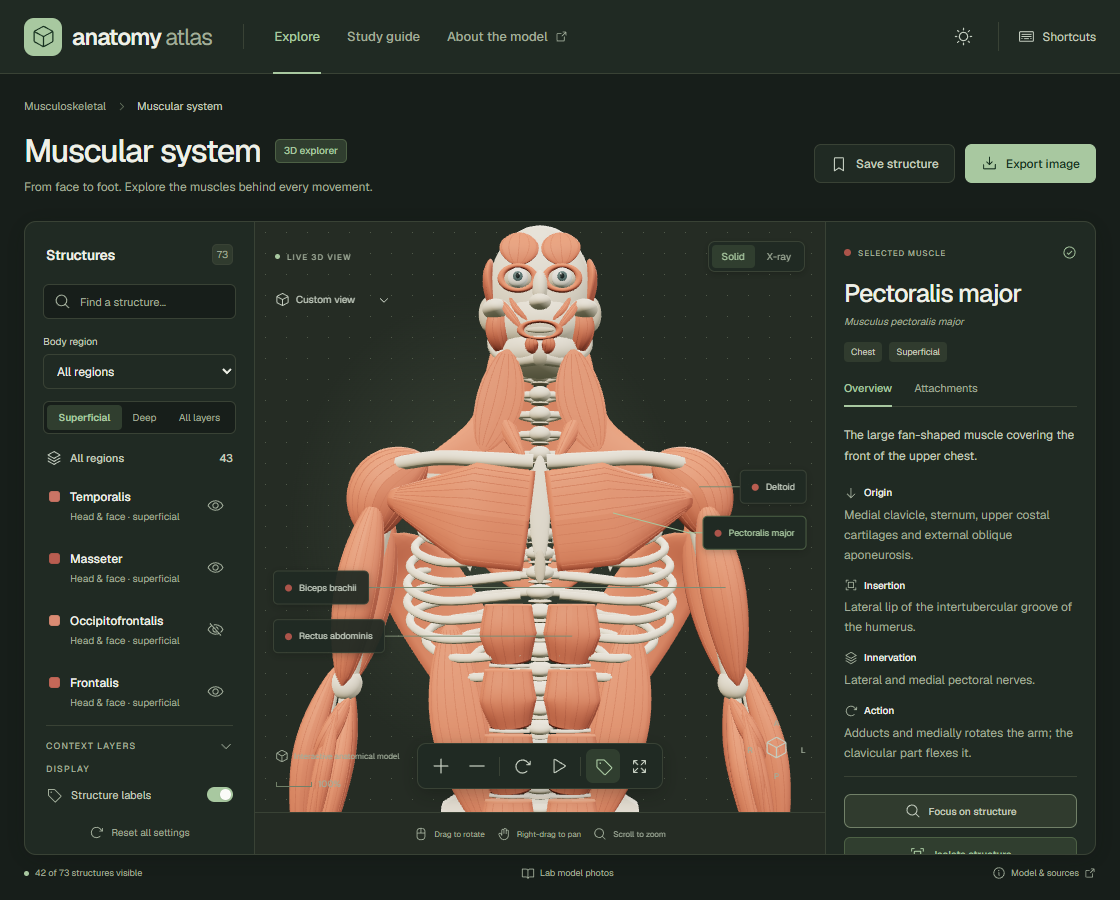 anatomy atlas
Explore
Study guide
About the model
Shortcuts
Musculoskeletal
Muscular system
Muscular system
3D explorer
From face to foot. Explore the muscles behind every movement.
Save structure
Export image
Structures
73
Find a structure...
Body region
All regions
Superficial
Deep
All layers
All regions
43
Temporalis
Head & face · superficial
Masseter
Head & face · superficial
Occipitofrontalis
Head & face · superficial
Frontalis
Head & face · superficial
CONTEXT LAYERS
DISPLAY
Structure labels
Reset all settings
LIVE 3D VIEW
Custom view
Solid
X-ray
Deltoid
Pectoralis major
Biceps brachii
Rectus abdominis
model
L
Drag to rotate
Right-drag to pan
Scroll to zoom
SELECTED MUSCLE
Pectoralis major
Musculus pectoralis major
Chest
Superficial
Overview
Attachments
The large fan-shaped muscle covering the
front of the upper chest.
Origin
Medial clavicle, sternum, upper costal
cartilages and external oblique
aponeurosis.
Insertion
Lateral lip of the intertubercular groove of
the humerus.
Innervation
Lateral and medial pectoral nerves.
Action
Adducts and medially rotates the arm; the
clavicular part flexes it.
Focus on structure
42 of 73 structures visible
Lab model photos
Model & sources